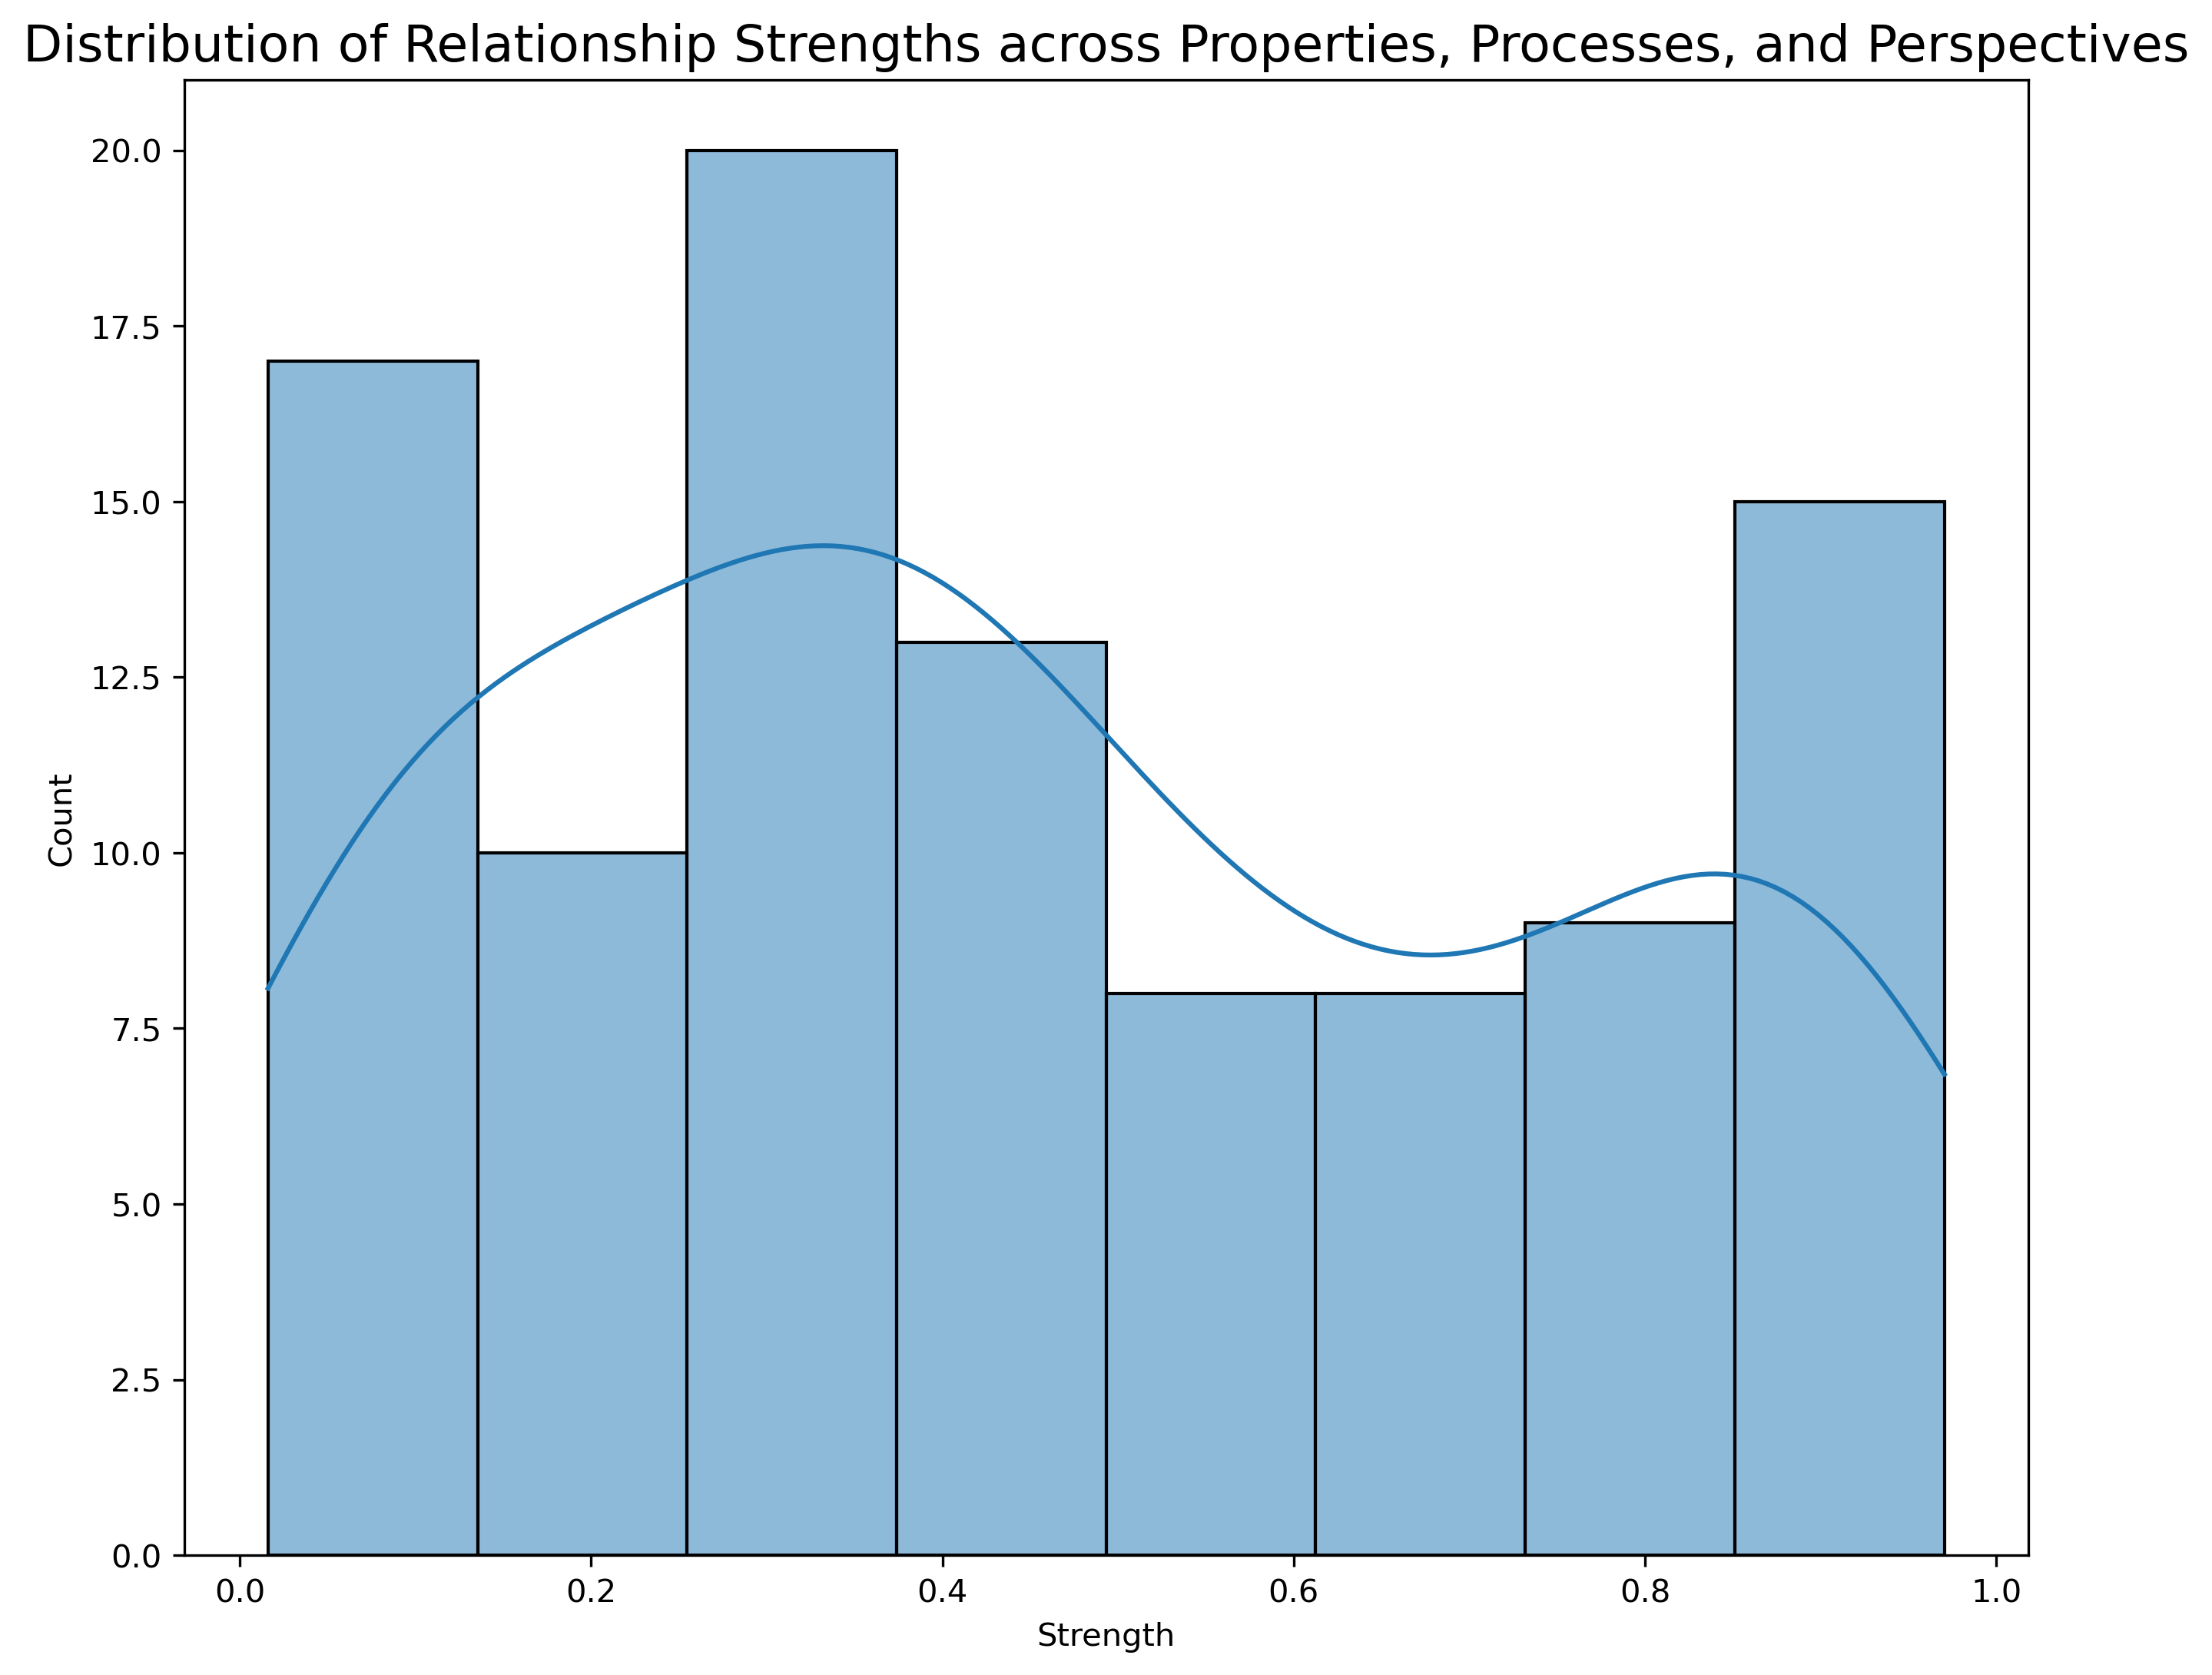 Distribution of Relationship Strengths across Properties, Processes, and Perspectives
20.0
17.5
15.0
12.5
10.0
7.5
5.0
2.5
0.0
Count
0.0 0.2 0.4 0.6 0.8 1.0
Strength